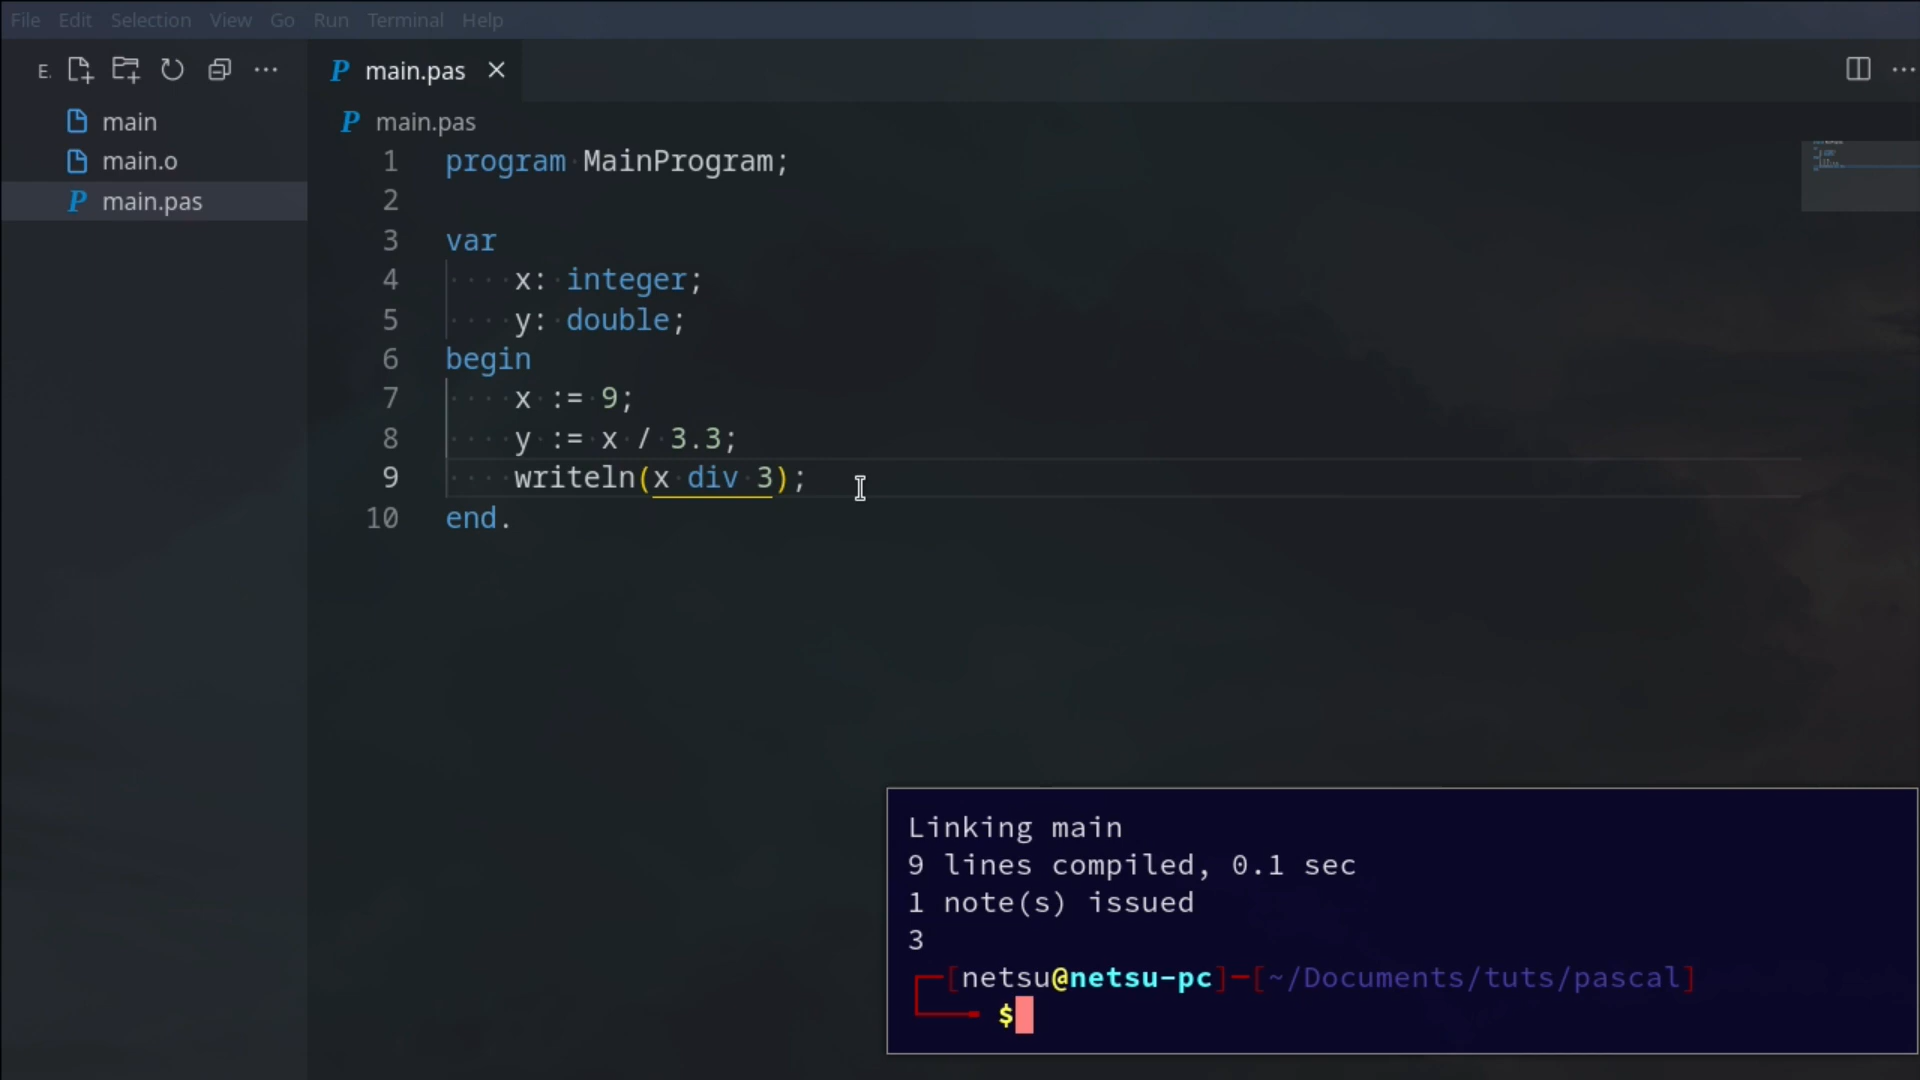 File Edit Selection View Go Run Terminal Help
E.
main.pas
main
main.o
main.pas
main.pas
1 program MainProgram;
2
3 var
4 x: integer;
5 y: double;
6 begin
7 x := 9;
8 y := x / 3.3;
9 writeln(x div 3);
10 end.
Linking main
9 lines compiled, 0.1 sec
1 note(s) issued
3
[netsu@netsu-pc]-[~/Documents/tuts/pascal]
$